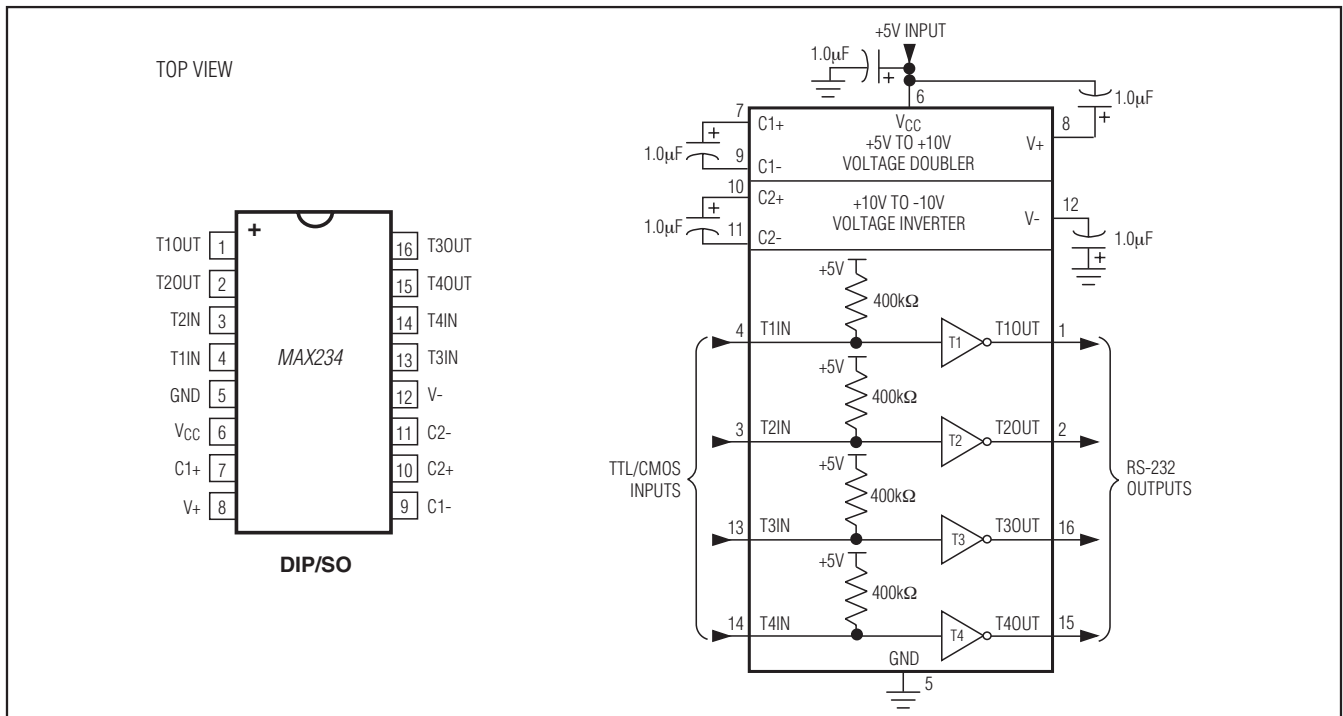 TOP VIEW
+
MAX234
T1OUT 1
T2OUT 2
T2IN 3
T1IN 4
GND 5
VCC 6
C1+ 7
V+ 8
16 T3OUT
15 T4OUT
14 T4IN
13 T3IN
12 V-
11 C2-
10 C2+
9 C1-
DIP/SO
+5V INPUT
1.0µF
+
6
1.0µF
+
7 C1+
+
1.0µF
9 C1-
VCC
+5V TO +10V
VOLTAGE DOUBLER
V+ 8
10 C2+
+
1.0µF
11 C2-
+10V TO -10V
VOLTAGE INVERTER
V- 12
1.0µF
+
+5V
400kΩ
4 T1IN T1 T1OUT 1
+5V
400kΩ
3 T2IN T2 T2OUT 2
+5V
400kΩ
13 T3IN T3 T3OUT 16
+5V
400kΩ
14 T4IN T4 T4OUT 15
TTL/CMOS
INPUTS
RS-232
OUTPUTS
GND
5